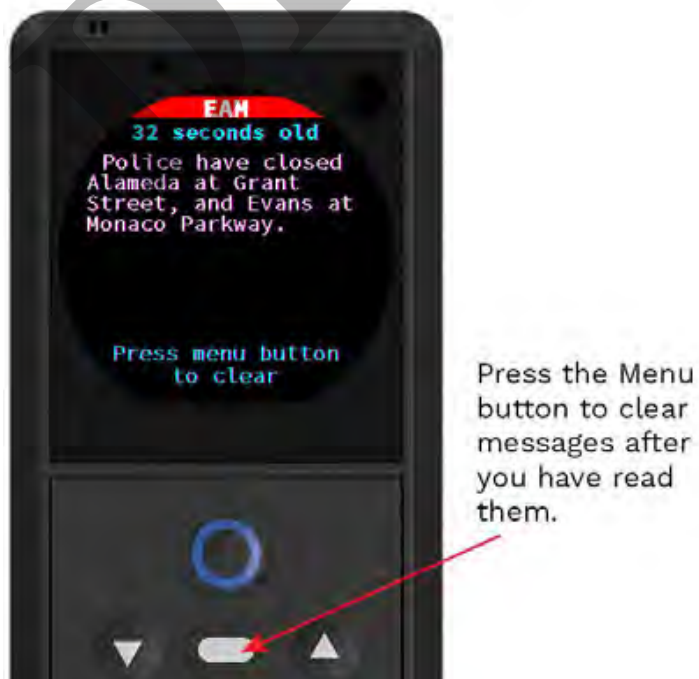 EAM
32 seconds old
Police have closed
Alameda at Grant
Street, and Evans at
Monaco Parkway.
Press menu button
to clear
Press the Menu
button to clear
messages after
you have read
them.